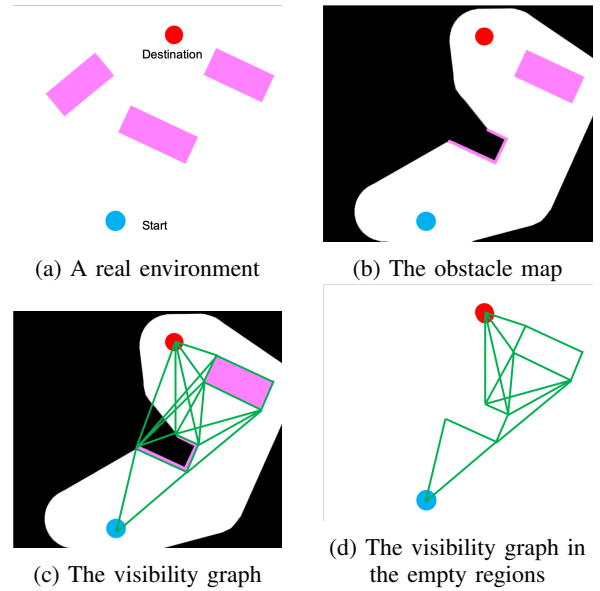 Destination
Start
(a) A real environment
(b) The obstacle map
(c) The visibility graph
(d) The visibility graph in
the empty regions